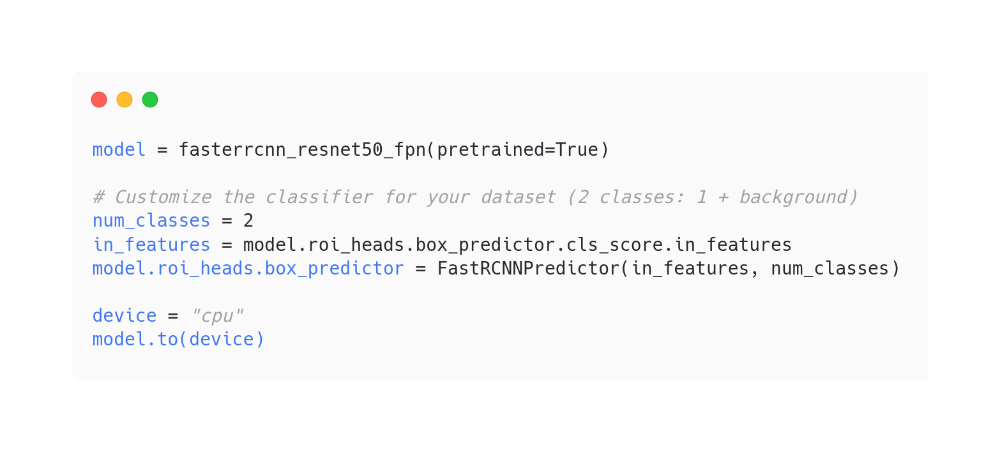 model = fasterrcnn_resnet50_fpn(pretrained=True)
# Customize the classifier for your dataset (2 classes: 1 + background)
num_classes = 2
in_features = model.roi_heads.box_predictor.cls_score.in_features
model.roi_heads.box_predictor = FastRCNNPredictor(in_features, num_classes)
device = "cpu"
model.to(device)